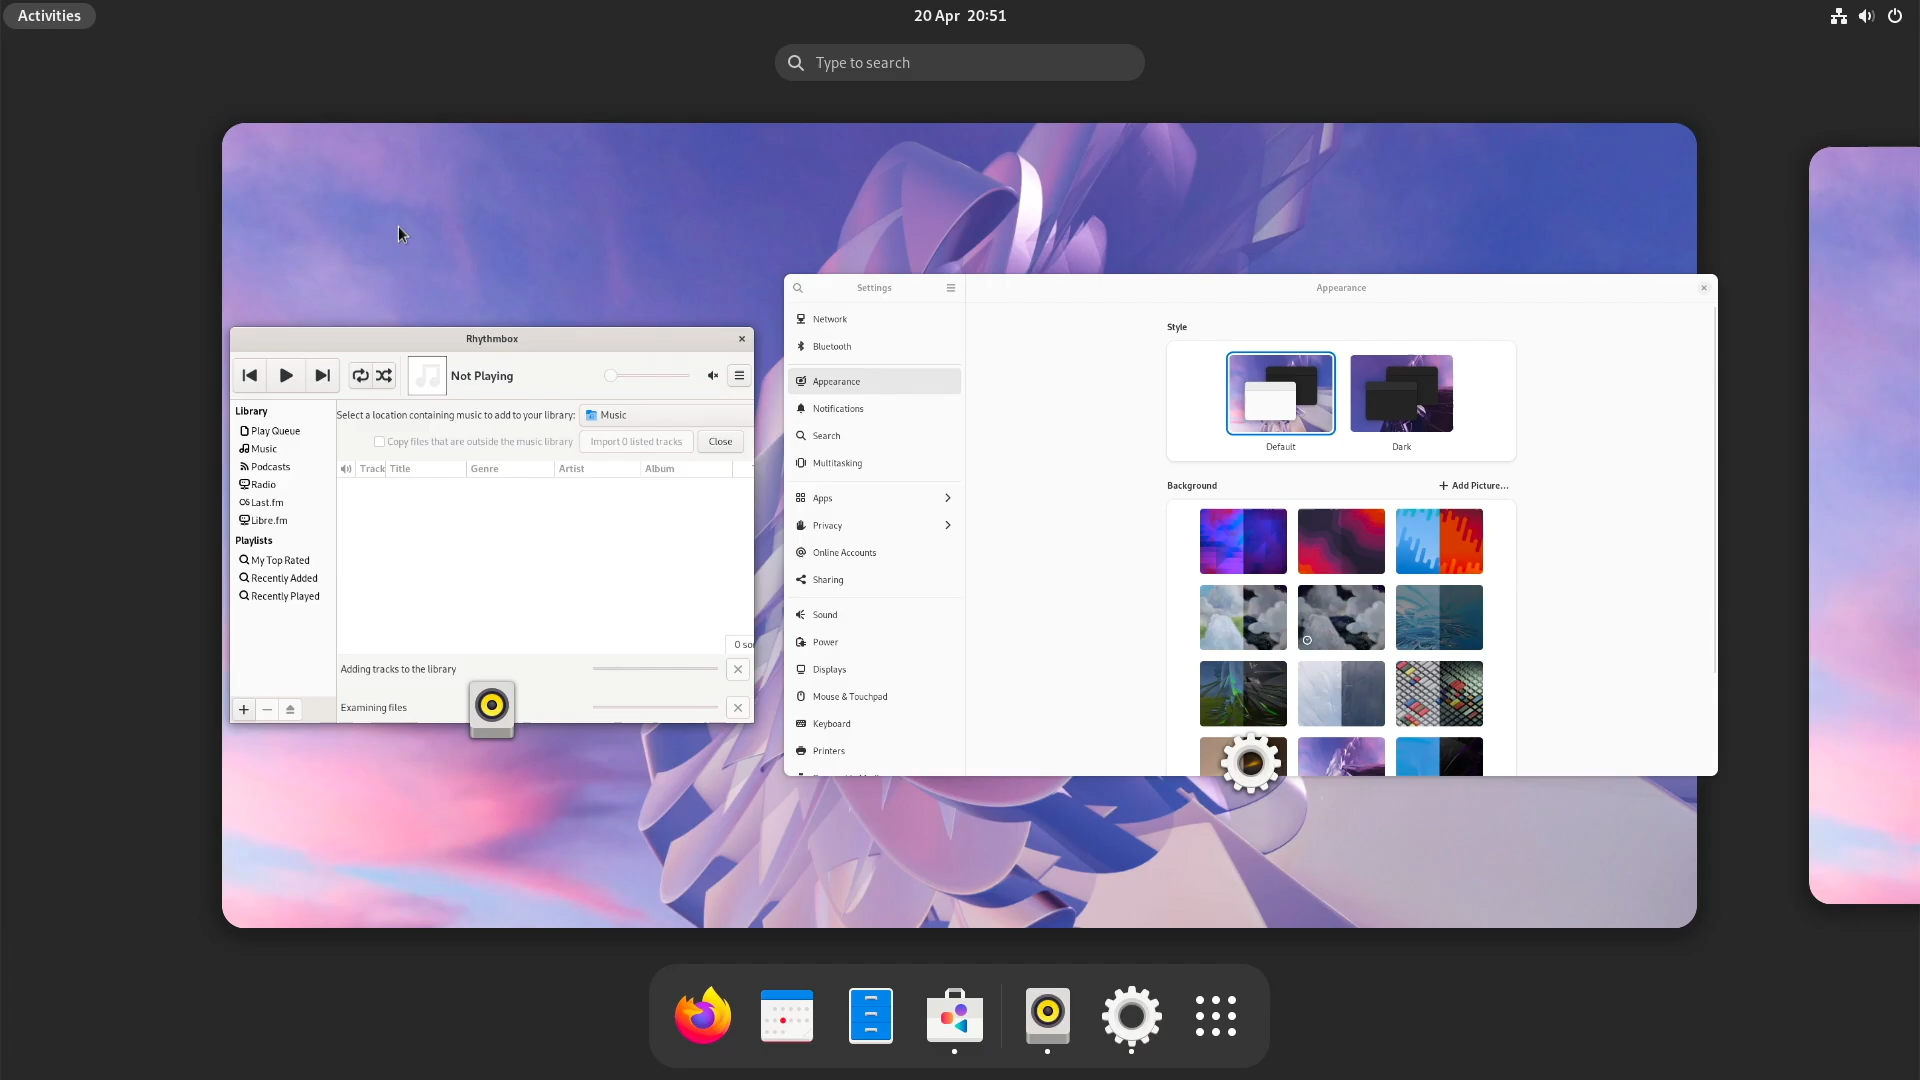 Activities
20 Apr 20:51
Type to search
Rhythmbox
Not Playing
Library
Play Queue
Music
Podcasts
Radio
Last.fm
Libre.fm
Playlists
My Top Rated
Recently Added
Recently Played
Select a location containing music to add to your library:
Music
Copy files that are outside the music library
Import 0 listed tracks
Close
Track
Title
Genre
Artist
Album
Adding tracks to the library
Examining files
Settings
Network
Bluetooth
Appearance
Notifications
Search
Multitasking
Apps
Privacy
Online Accounts
Sharing
Sound
Power
Displays
Mouse & Touchpad
Keyboard
Printers
Appearance
Style
Default
Dark
Background
Add Picture...